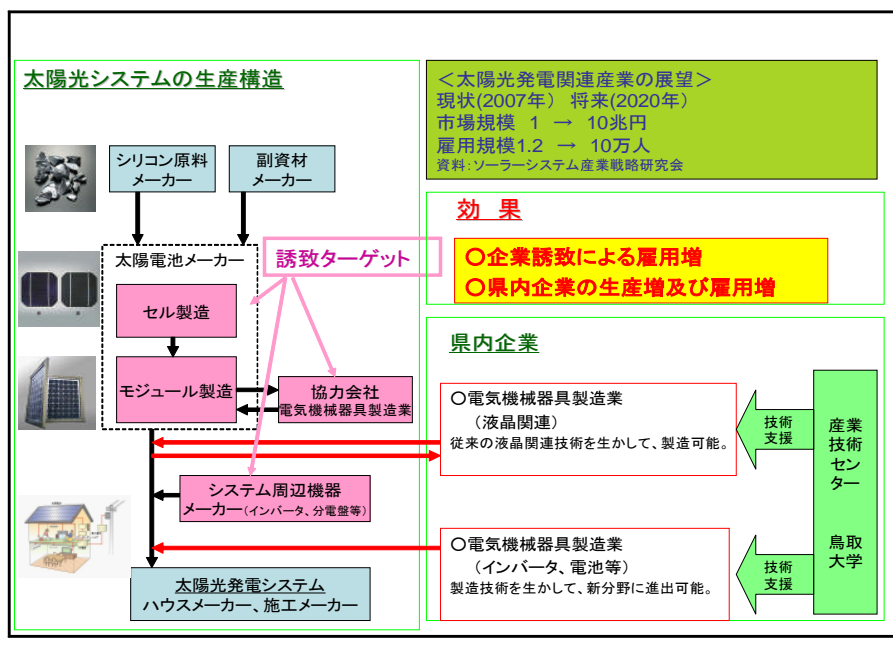 太陽光システムの生産構造
シリコン原料
メーカー
副資材
メーカー
太陽電池メーカー
誘致ターゲット
セル製造
モジュール製造
協力会社
電気機械器具製造業
システム周辺機器
メーカー(インバータ、分電盤等)
太陽光発電システム
ハウスメーカー、施工メーカー
＜太陽光発電関連産業の展望＞
現状(2007年) 将来(2020年)
市場規模 1 → 10兆円
雇用規模1.2 → 10万人
資料:ソーラーシステム産業戦略研究会
効 果
○企業誘致による雇用増
○県内企業の生産増及び雇用増
県内企業
○電気機械器具製造業
(液晶関連)
従来の液晶関連技術を生かして、製造可能。
技術
支援
○電気機械器具製造業
(インバータ、電池等)
製造技術を生かして、新分野に進出可能。
技術
支援
産業
技術
セン
ター
鳥取
大学